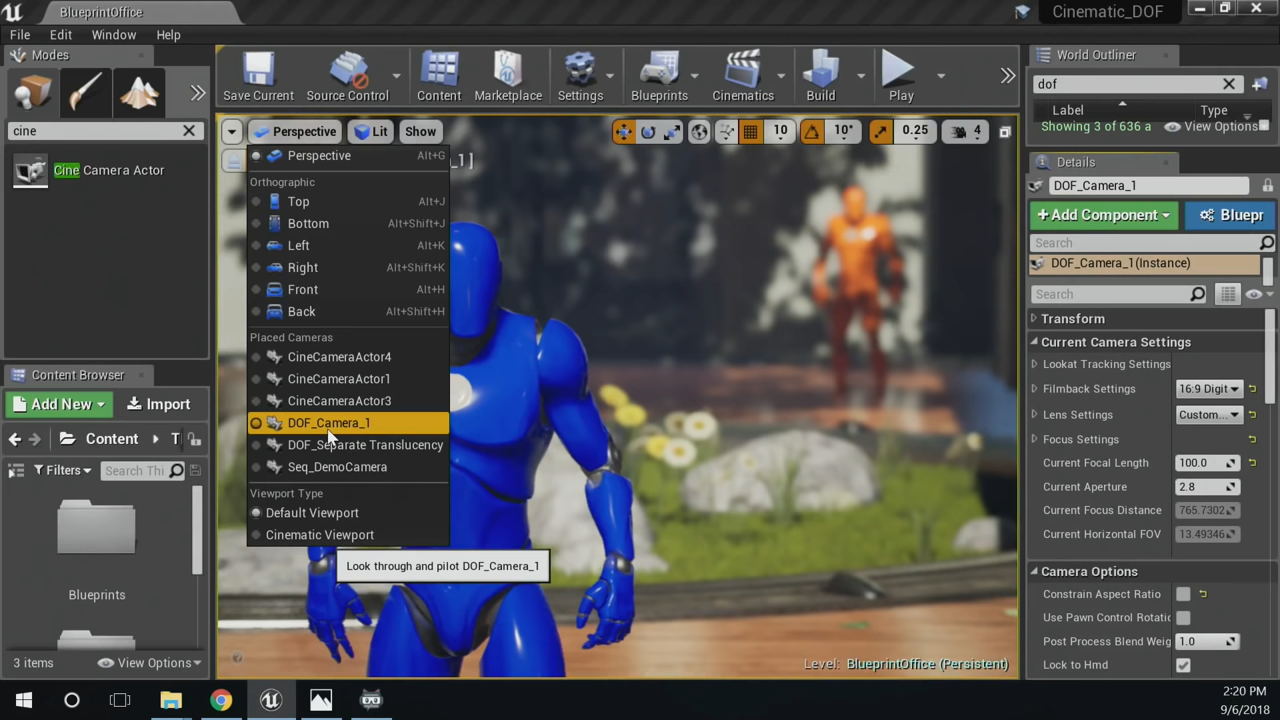 BlueprintOffice
Cinematic_DOF
File Edit Window Help
Modes
cine
Cine Camera Actor
Content Browser
Add New
Import
Content
T
Filters
Search Thi
Blueprints
3 items
View Options
Save Current
Source Control
Content
Marketplace
Settings
Blueprints
Cinematics
Build
Play
Perspective
Lit
Show
10
10°
0.25
4
_1 ]
Perspective Alt+G
Orthographic
Top Alt+J
Bottom Alt+Shift+J
Left Alt+K
Right Alt+Shift+K
Front Alt+H
Back Alt+Shift+H
Placed Cameras
CineCameraActor4
CineCameraActor1
CineCameraActor3
DOF_Camera_1
DOF_Separate Translucency
Seq_DemoCamera
Viewport Type
Default Viewport
Cinematic Viewport
Look through and pilot DOF_Camera_1
Level: BlueprintOffice (Persistent)
World Outliner
dof
Label Type
Showing 3 of 636 a
View Options
Details
DOF_Camera_1
+Add Component
Bluepr
Search
DOF_Camera_1(Instance)
Search
Transform
Current Camera Settings
Lookat Tracking Settings
Filmback Settings 16:9 Digit
Lens Settings Custom...
Focus Settings
Current Focal Length 100.0
Current Aperture 2.8
Current Focus Distance 765.7302
Current Horizontal FOV 13.49346
Camera Options
Constrain Aspect Ratio
Use Pawn Control Rotatic
Post Process Blend Weig 1.0
Lock to Hmd
2:20 PM
9/6/2018